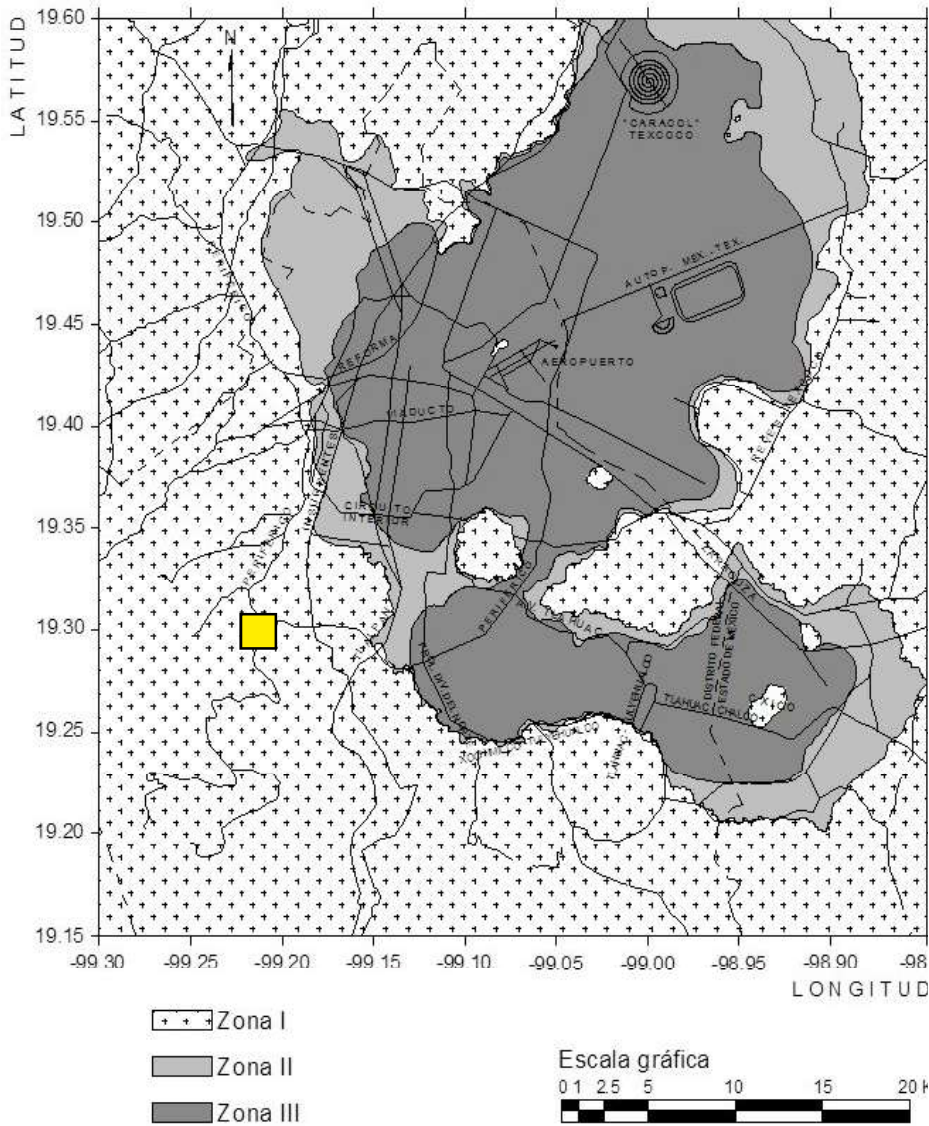 LATITUD
19.60
19.55
19.50
19.45
19.40
19.35
19.30
19.25
19.20
19.15
N
"CARACOL"
TEXCOCO
PERIFERICO
AUTOP. MEX.-TEX.
REFORMA
AEROPUERTO
VIADUCTO
INSURGENTES
CIRCUITO
INTERIOR
PERIFERICO
ZARAGOZA
PERIFERICO
TLALPAN
DISTRITO FEDERAL
ESTADO DE MEXICO
TLAHUAC-CHALCO
XICO
-99.30
-99.25
-99.20
-99.15
-99.10
-99.05
-99.00
-98.95
-98.90
-98
LONGITUD
Zona I
Zona II
Zona III
Escala gráfica
0 1 2.5 5 10 15 20 K